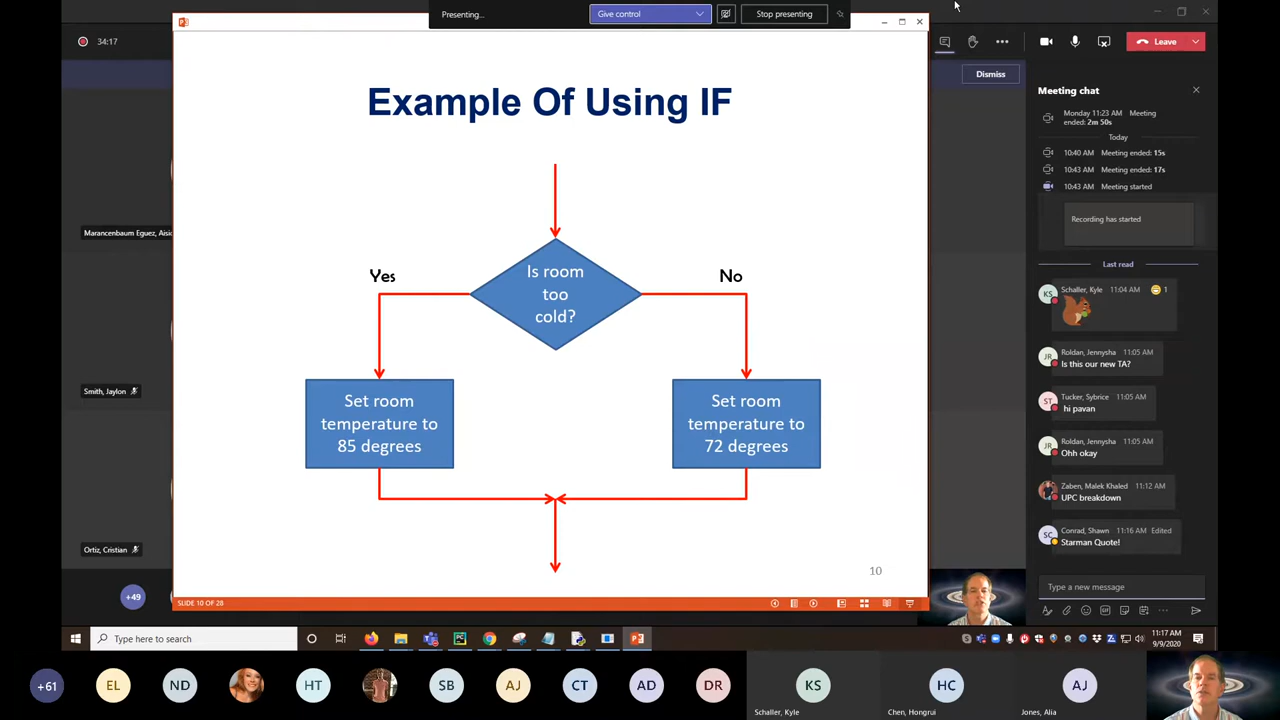 Presenting...
Give control
Stop presenting
34:17
Leave
Dismiss
Example Of Using IF
Is room
too
cold?
Yes
No
Set room
temperature to
85 degrees
Set room
temperature to
72 degrees
10
SLIDE 10 OF 28
Marancenbaum Eguez, Aisic
Smith, Jaylon
Ortiz, Cristian
+49
Meeting chat
Monday 11:23 AM Meeting
ended: 2m 50s
Today
10:40 AM Meeting ended: 15s
10:43 AM Meeting ended: 17s
10:43 AM Meeting started
Recording has started
Last read
KS
Schaller, Kyle 11:04 AM 1
JR
Roldan, Jennysha 11:05 AM
Is this our new TA?
ST
Tucker, Sybrice 11:05 AM
hi pavan
JR
Roldan, Jennysha 11:05 AM
Ohh okay
Zaben, Malek Khaled 11:12 AM
UPC breakdown
SC
Conrad, Shawn 11:16 AM Edited
Starman Quote!
Type a new message
Type here to search
11:17 AM
9/9/2020
+61
EL
ND
HT
SB
AJ
CT
AD
DR
KS
Schaller, Kyle
HC
Chen, Hongrui
AJ
Jones, Alia